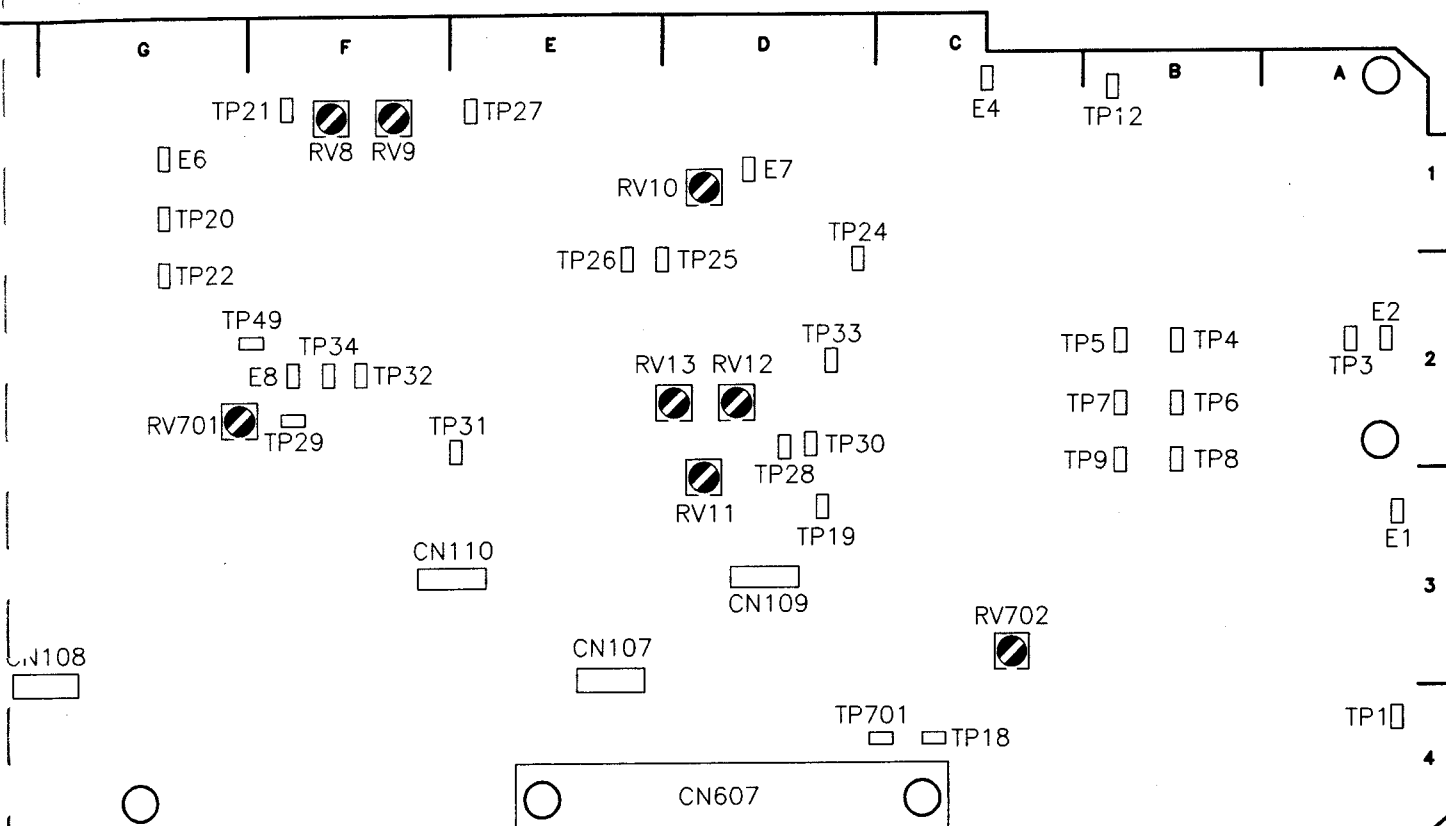 G F E D C B A
TP21 RV8 RV9 TP27 E4 TP12
E6 RV10 E7 1
TP20 TP24
TP22 TP26 TP25
TP49 TP34 TP33 TP5 TP4 E2
E8 TP32 RV13 RV12 TP3 2
RV701 TP29 TP31 TP7 TP6
TP28 TP30 TP9 TP8
RV11 TP19 E1
CN110 CN109 3
RV702
CN108 CN107
TP701 TP18 TP1
CN607 4